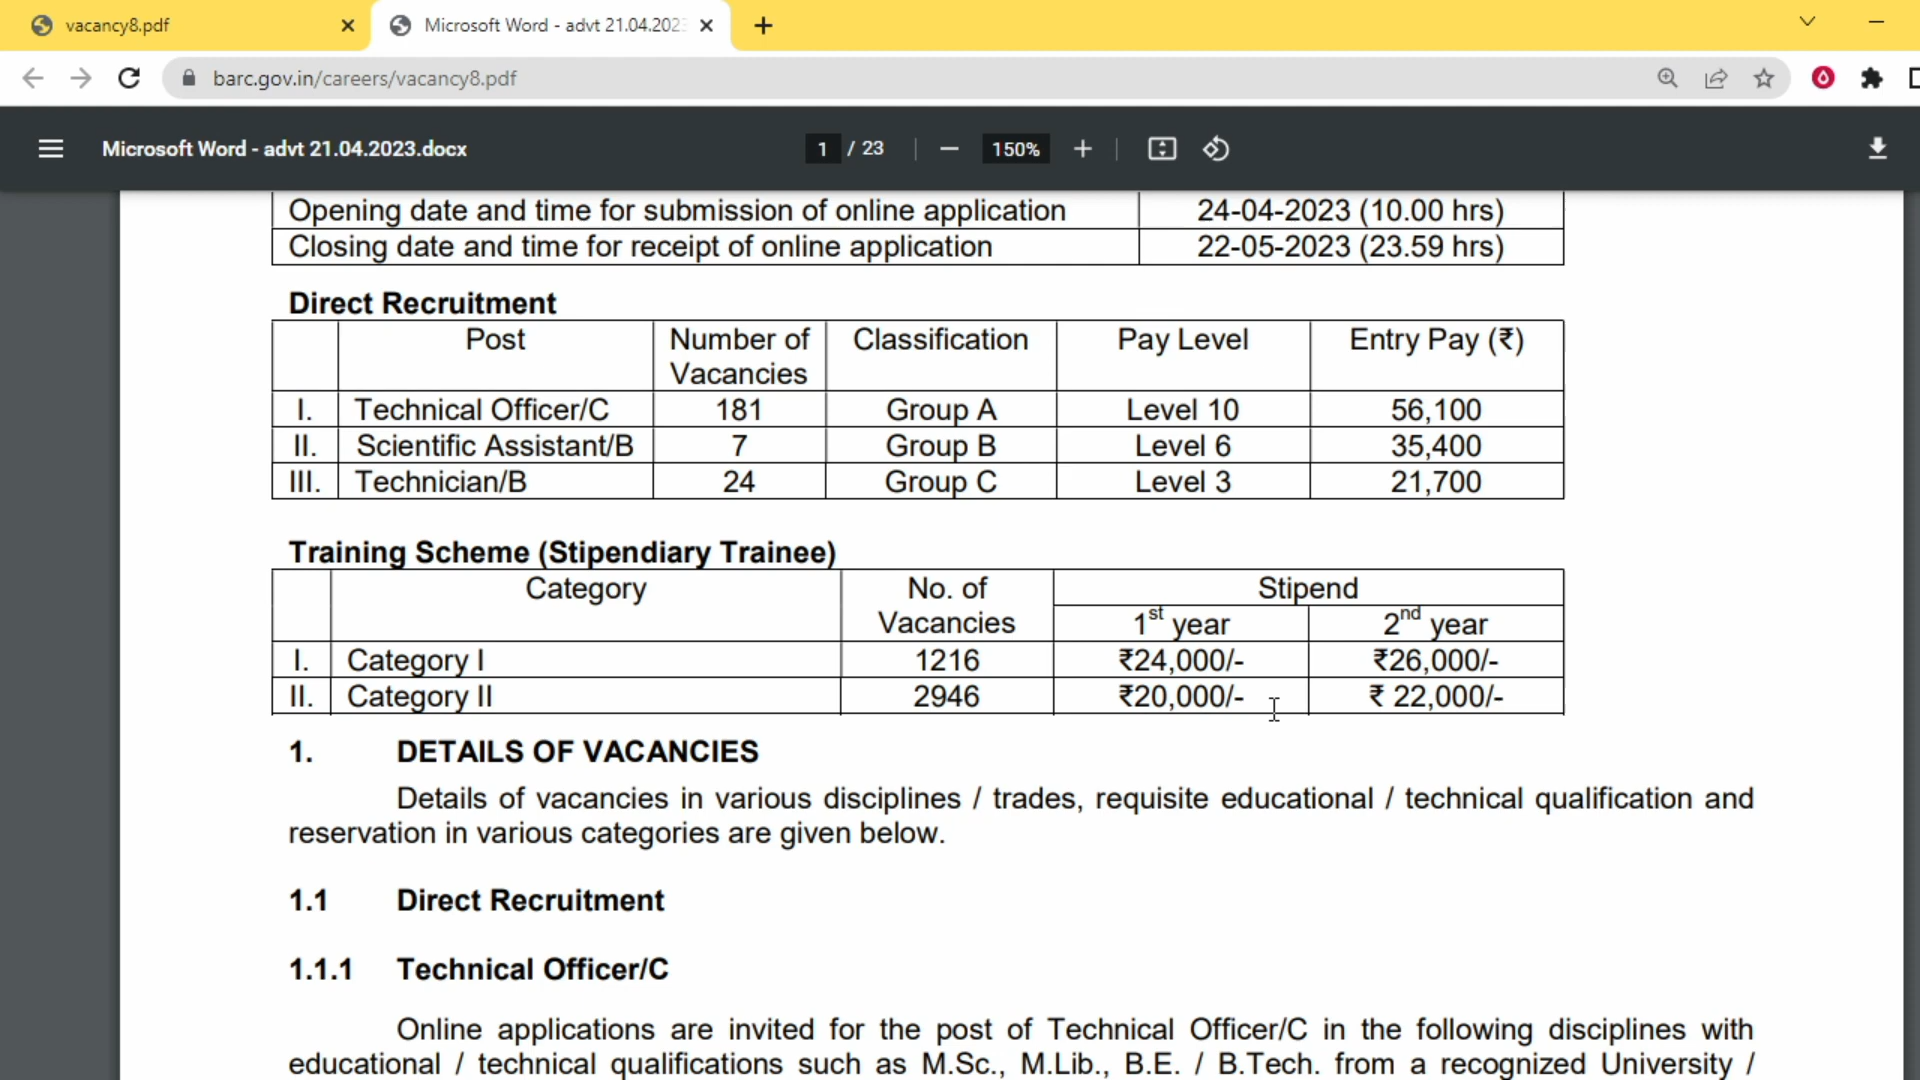 vacancy8.pdf
Microsoft Word - advt 21.04.202
barc.gov.in/careers/vacancy8.pdf
Microsoft Word - advt 21.04.2023.docx
1 / 23
150%
Opening date and time for submission of online application 24-04-2023 (10.00 hrs)
Closing date and time for receipt of online application 22-05-2023 (23.59 hrs)
Direct Recruitment
Post Number of Vacancies Classification Pay Level Entry Pay (₹)
I. Technical Officer/C 181 Group A Level 10 56,100
II. Scientific Assistant/B 7 Group B Level 6 35,400
III. Technician/B 24 Group C Level 3 21,700
Training Scheme (Stipendiary Trainee)
Category No. of Vacancies Stipend
1st year 2nd year
I. Category I 1216 ₹24,000/- ₹26,000/-
II. Category II 2946 ₹20,000/- ₹ 22,000/-
1. DETAILS OF VACANCIES
Details of vacancies in various disciplines / trades, requisite educational / technical qualification and
reservation in various categories are given below.
1.1 Direct Recruitment
1.1.1 Technical Officer/C
Online applications are invited for the post of Technical Officer/C in the following disciplines with
educational / technical qualifications such as M.Sc., M.Lib., B.E. / B.Tech. from a recognized University /